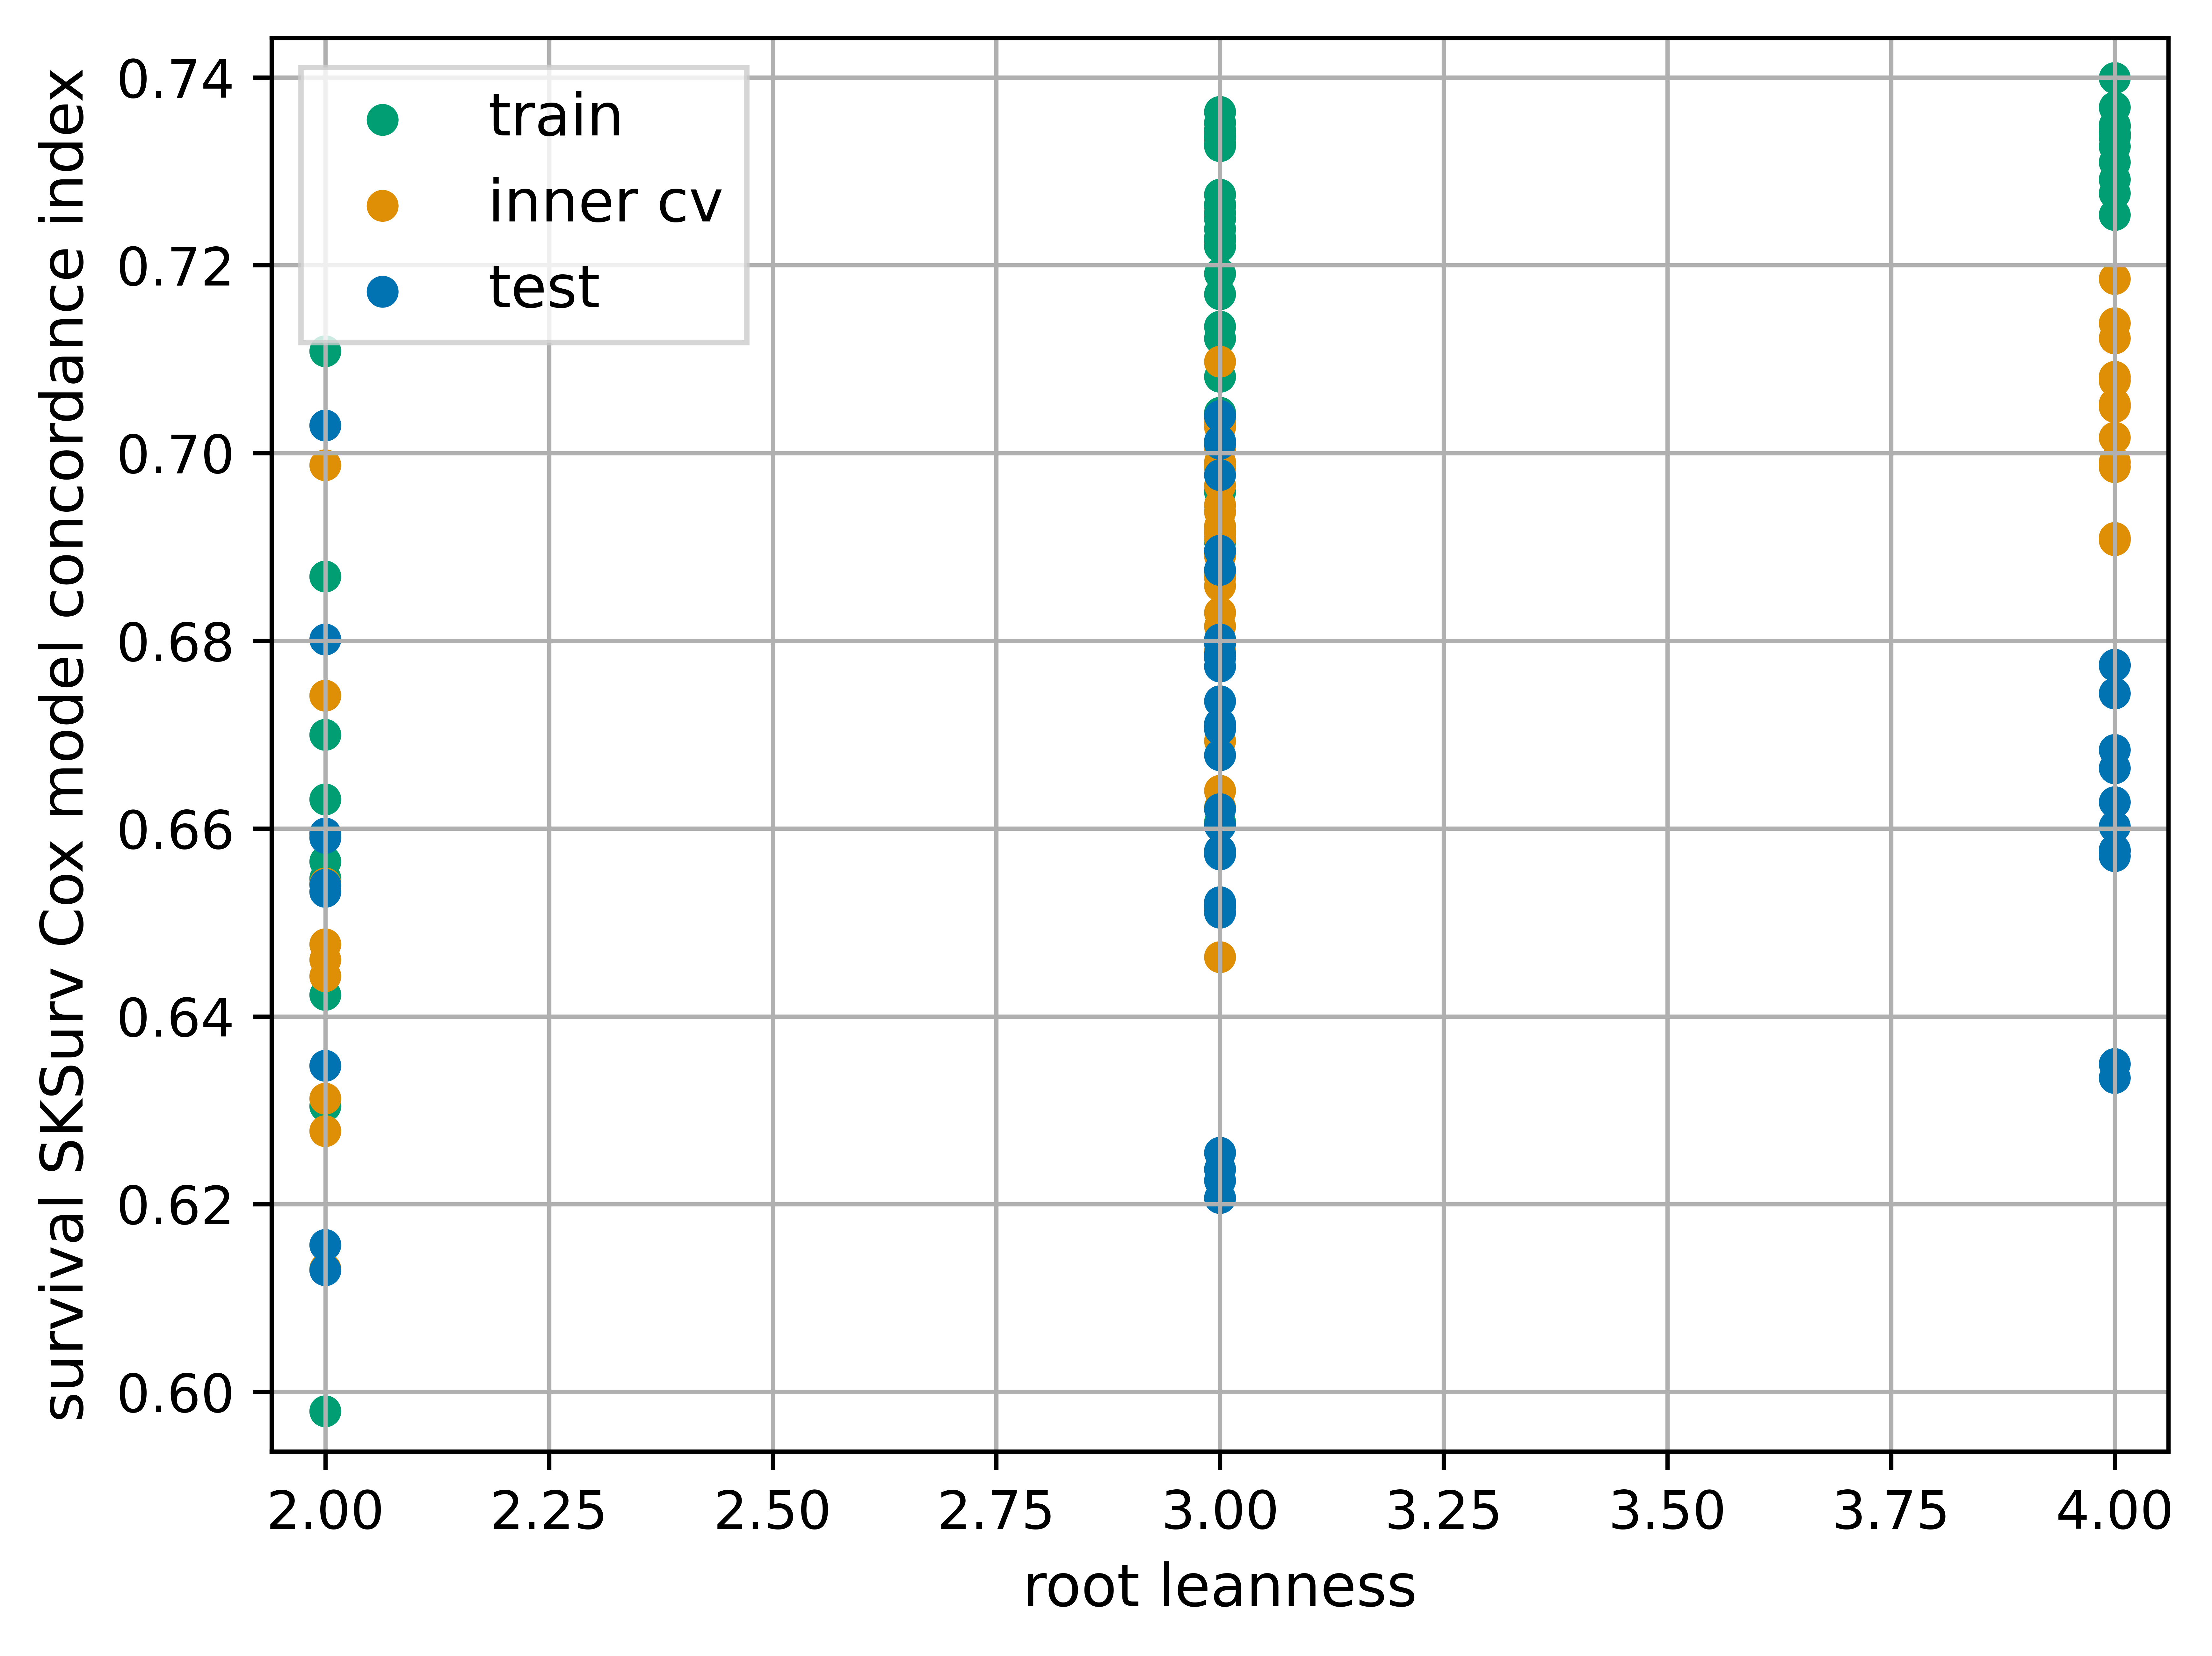 survival SKSurv Cox model concordance index
0.74
0.72
0.70
0.68
0.66
0.64
0.62
0.60
train
inner cv
test
2.00 2.25 2.50 2.75 3.00 3.25 3.50 3.75 4.00
root leanness